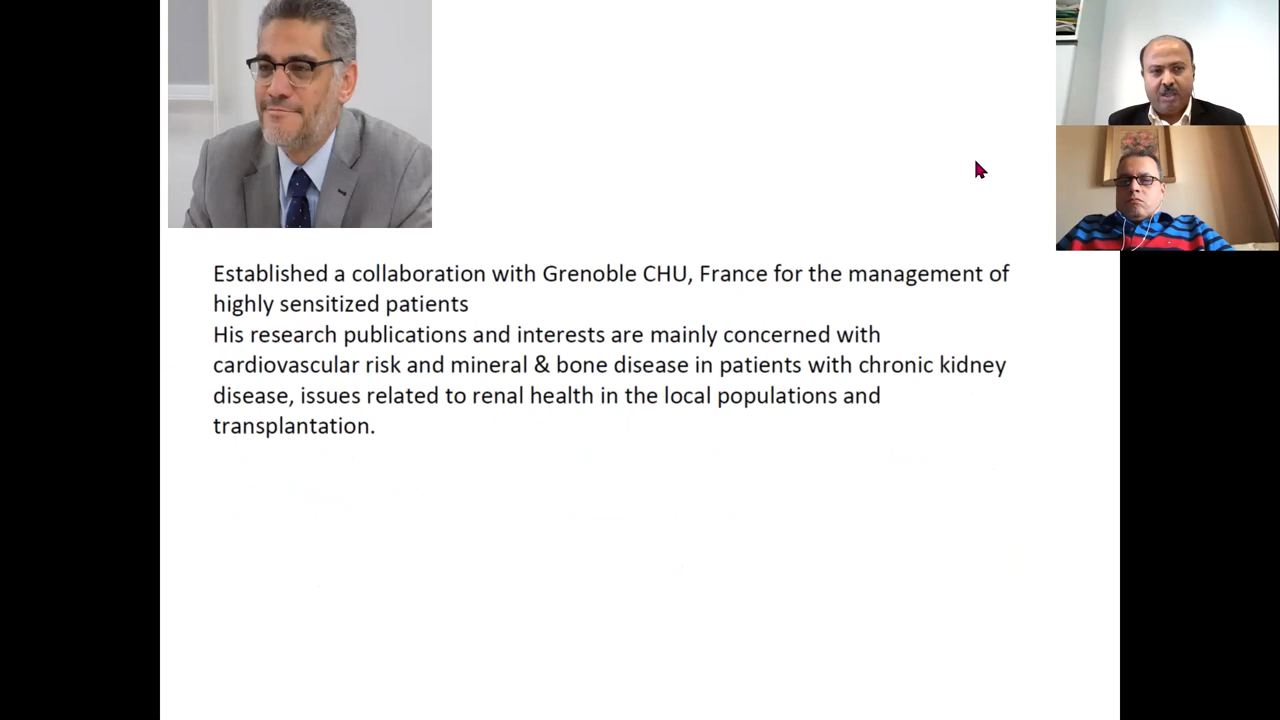 Established a collaboration with Grenoble CHU, France for the management of
highly sensitized patients
His research publications and interests are mainly concerned with
cardiovascular risk and mineral & bone disease in patients with chronic kidney
disease, issues related to renal health in the local populations and
transplantation.